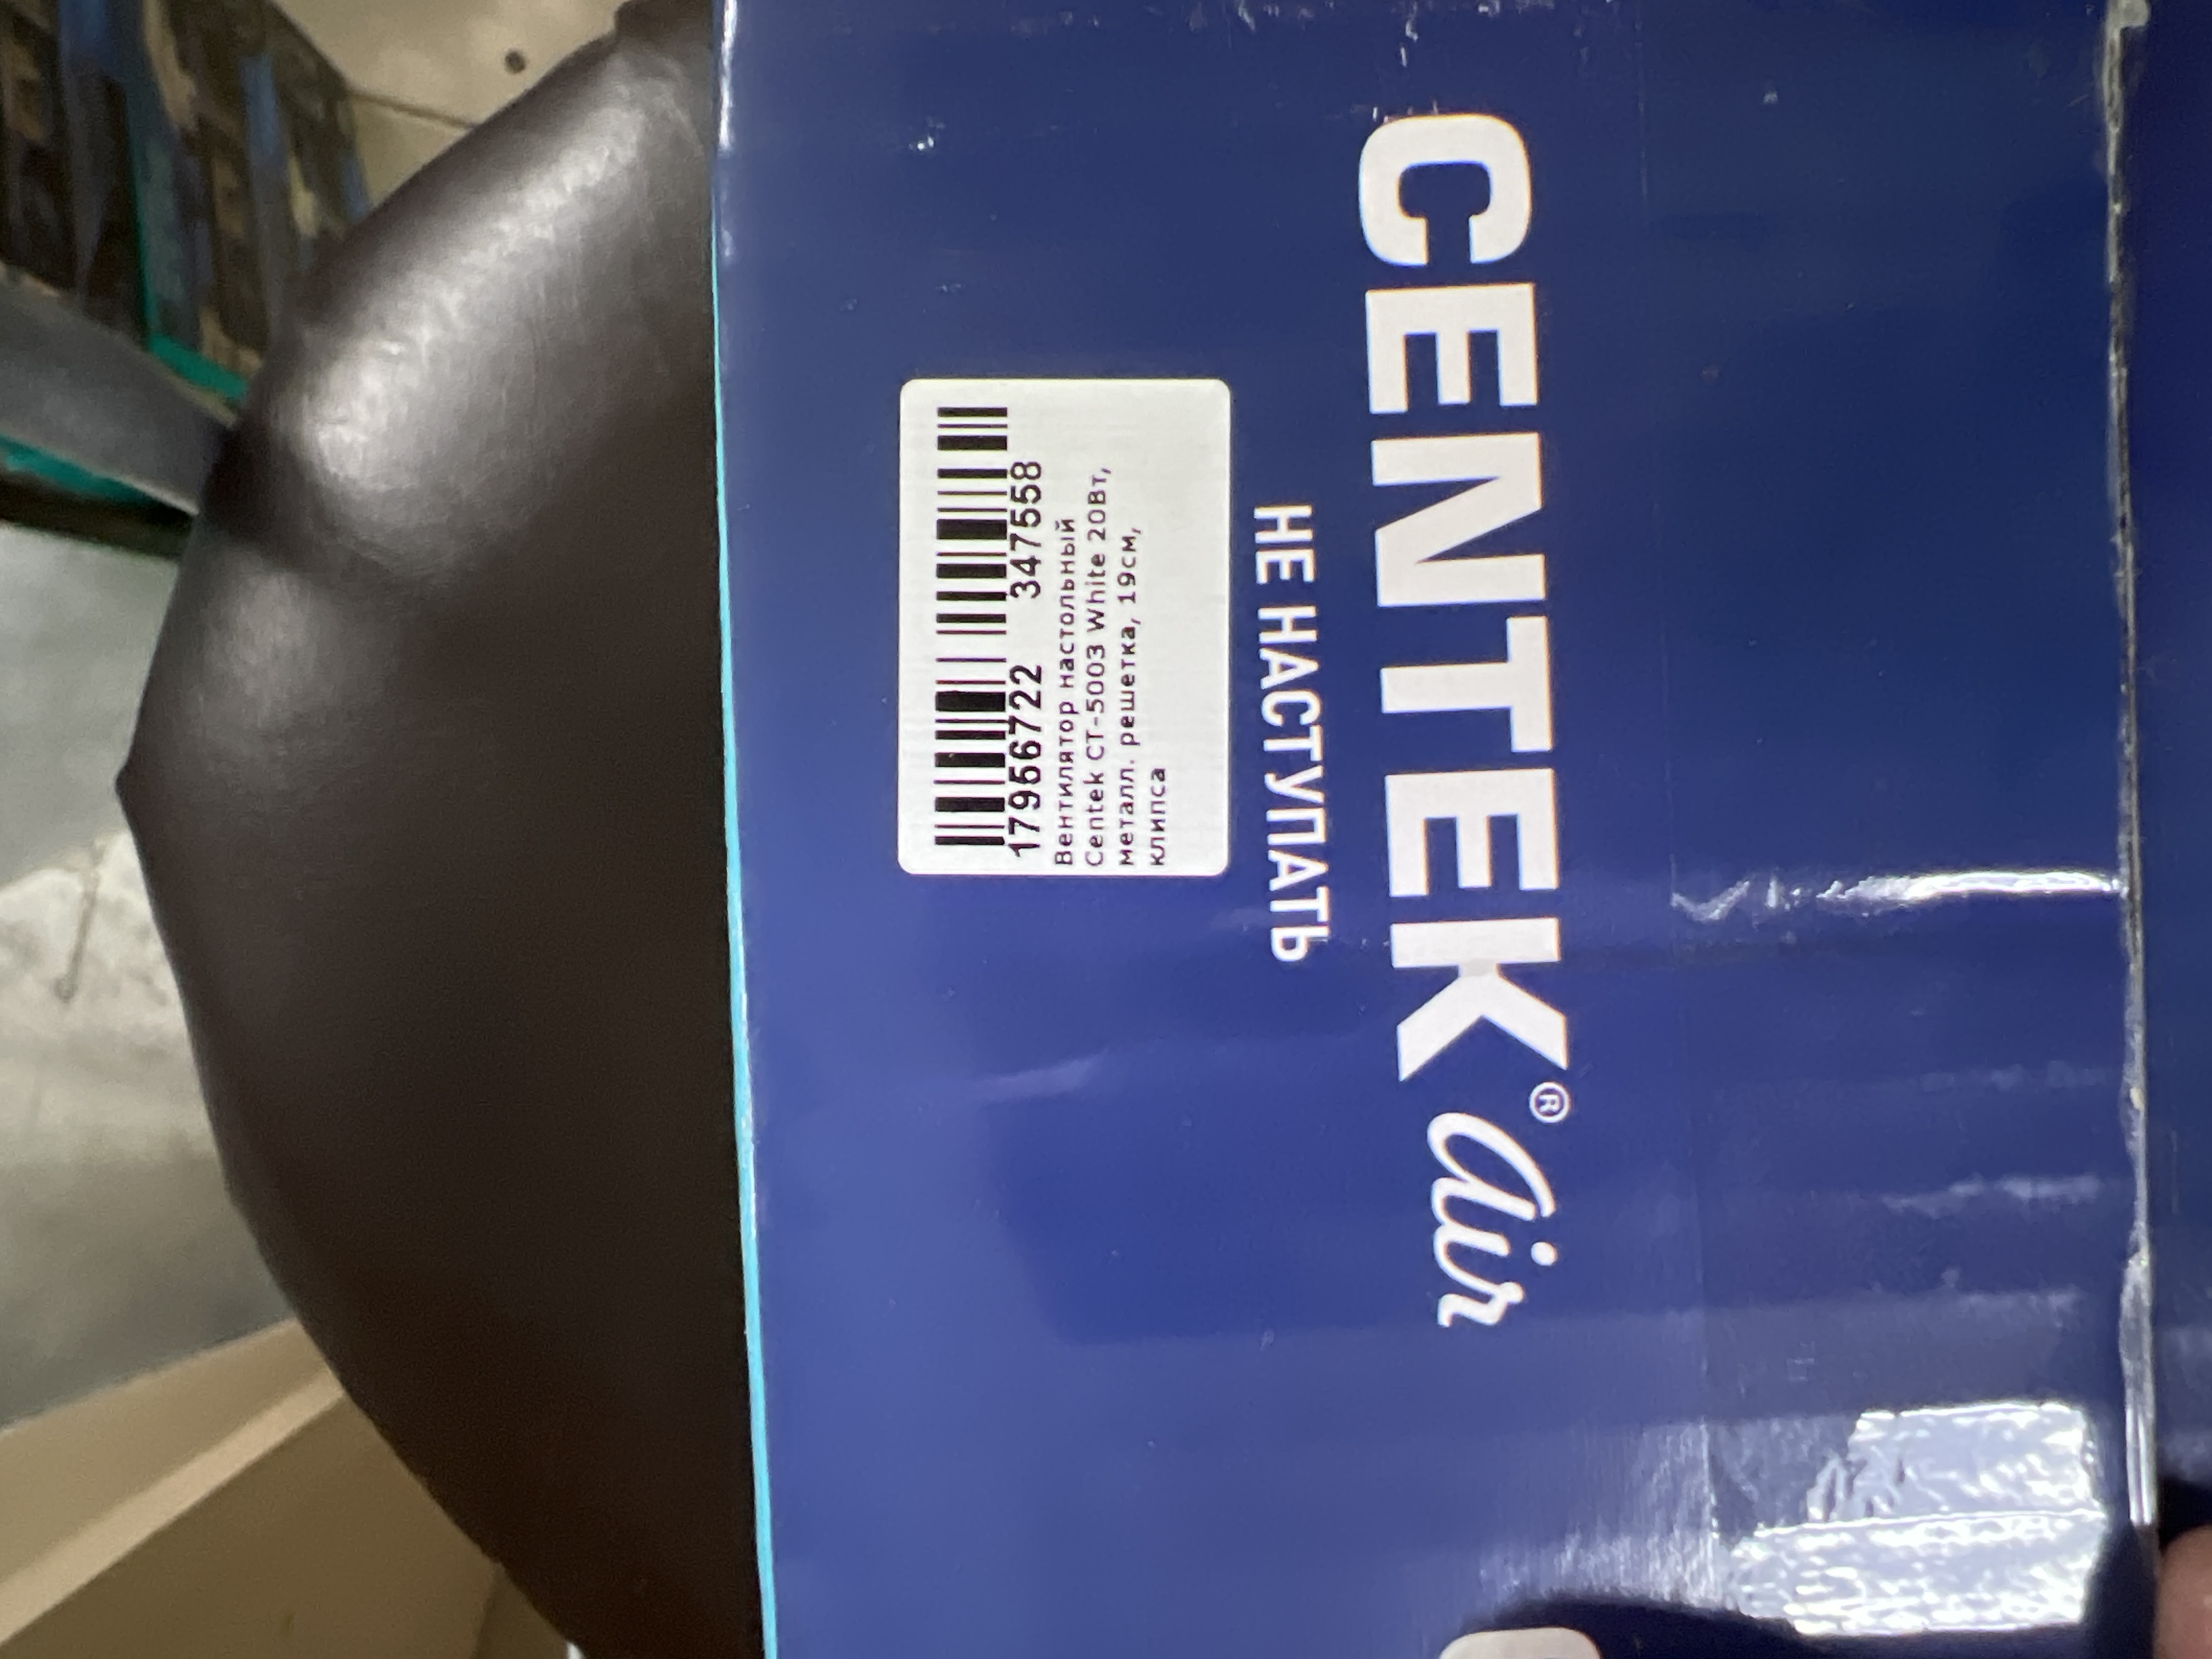 CENTEK® air
НЕ НАСТУПАТЬ
17956722 347558
Вентилятор настольный
Centek CT-5003 White 20Вт,
металл. решетка, 19см,
клипса